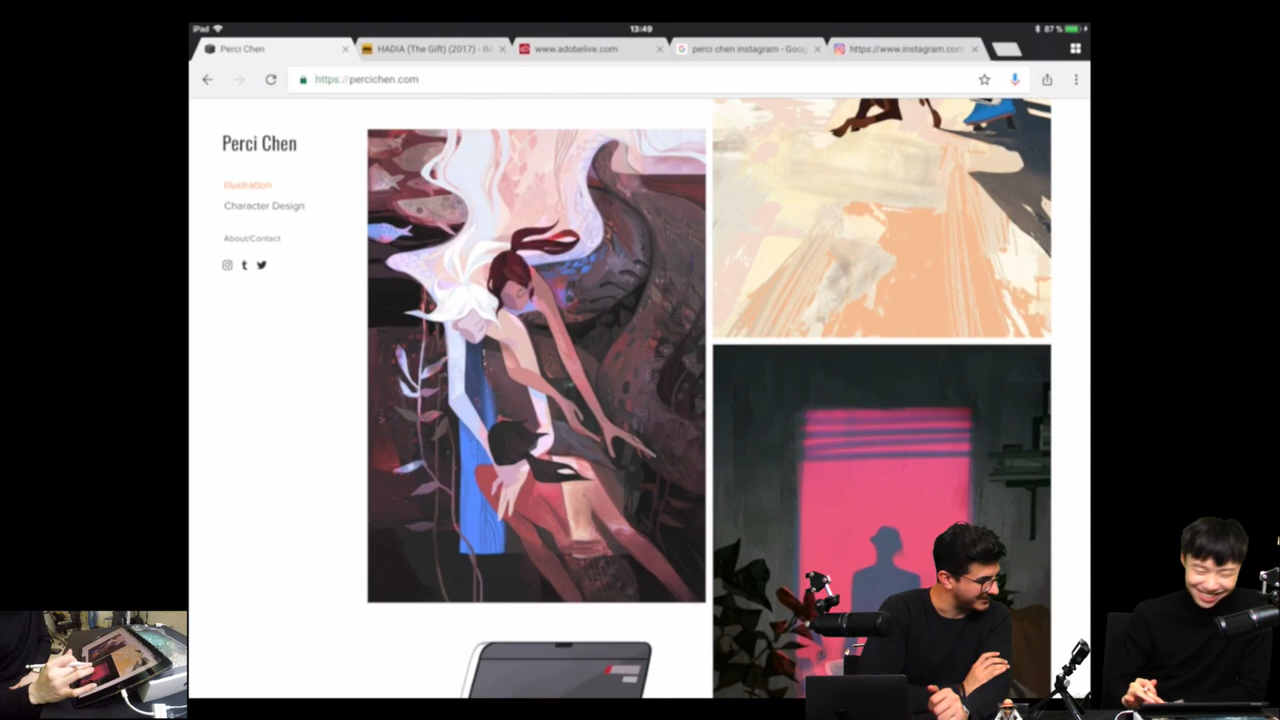 iPad
13:49
87 %
Perci Chen
HADIA (The Gift) (2017) - IM
www.adobelive.com
perci chen instagram - Goog
https://www.instagram.com
https://percichen.com
Perci Chen
Illustration
Character Design
About/Contact